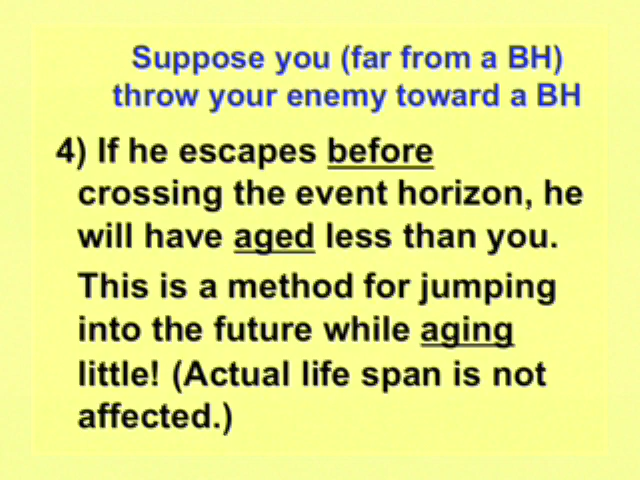 Suppose you (far from a BH)
throw your enemy toward a BH
4) If he escapes before
crossing the event horizon, he
will have aged less than you.
This is a method for jumping
into the future while aging
little! (Actual life span is not
affected.)